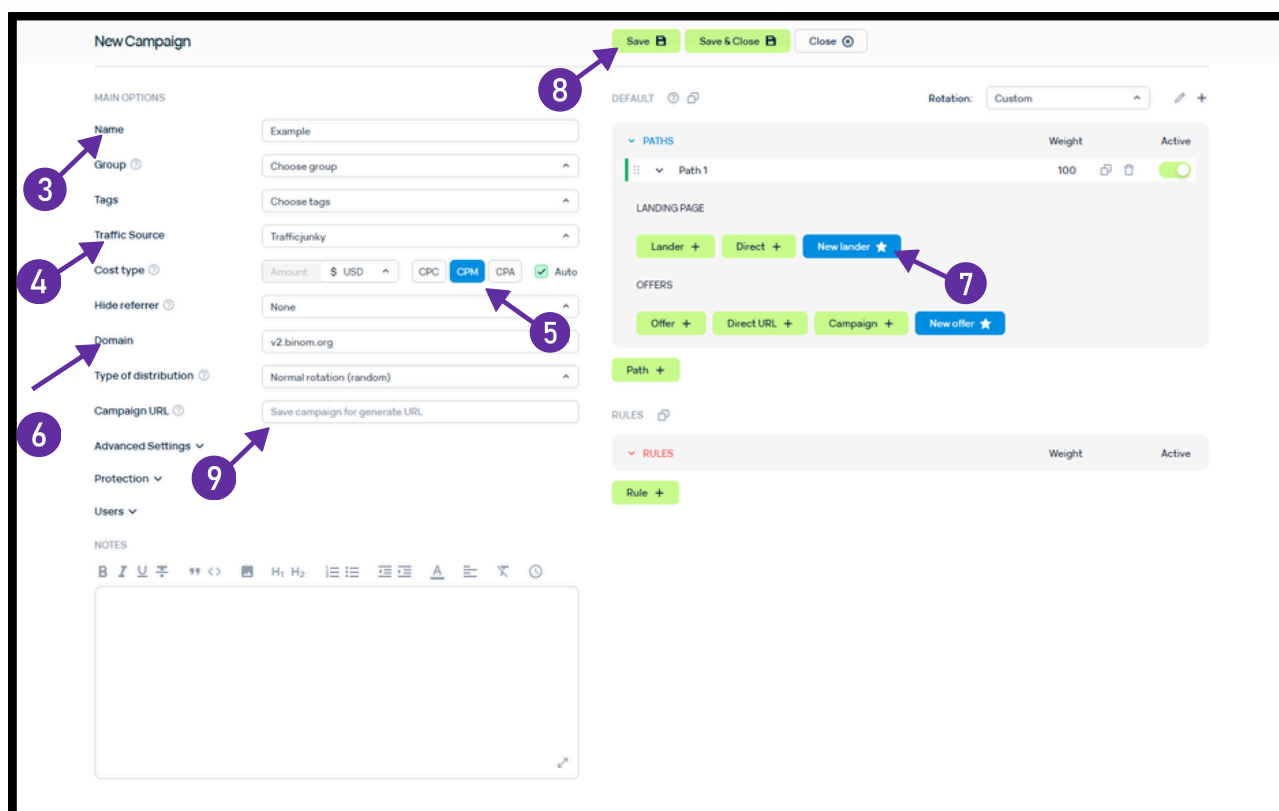 New Campaign
Save
Save & Close
Close
8
MAIN OPTIONS
3
Name
Example
Group
Choose group
Tags
Choose tags
4
Traffic Source
Trafficjunky
Cost type
Amount $ USD CPC CPM CPA Auto
5
Hide referrer
None
6
Domain
v2.binom.org
Type of distribution
Normal rotation (random)
Campaign URL
Save campaign for generate URL
9
Advanced Settings
Protection
Users
NOTES
B I U T H1 H2 A
DEFAULT
Rotation: Custom
PATHS Weight Active
Path 1 100
LANDING PAGE
Lander + Direct + New lander
7
OFFERS
Offer + Direct URL + Campaign + New offer
Path +
RULES
RULES Weight Active
Rule +